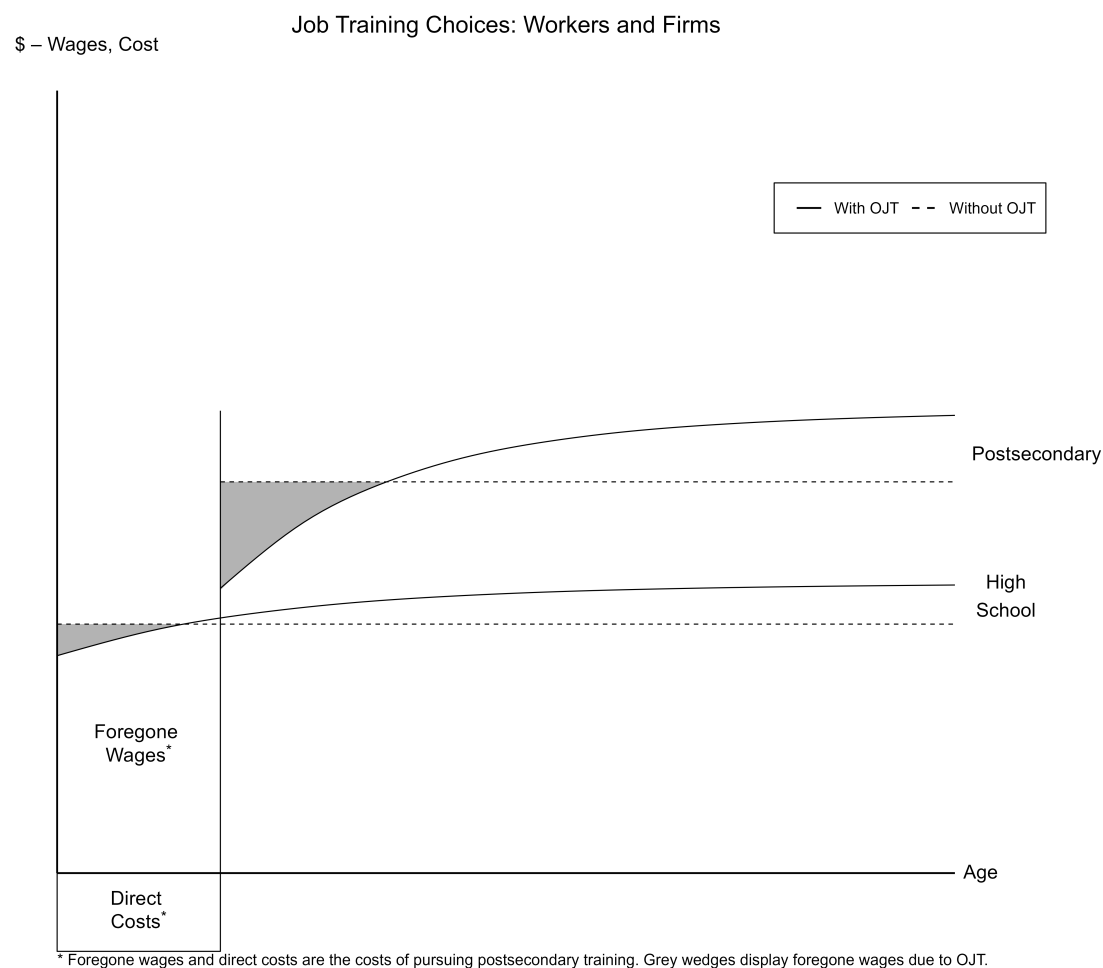 Job Training Choices: Workers and Firms
$ – Wages, Cost
With OJT
Without OJT
Postsecondary
High
School
Foregone
Wages*
Age
Direct
Costs*
* Foregone wages and direct costs are the costs of pursuing postsecondary training. Grey wedges display foregone wages due to OJT.